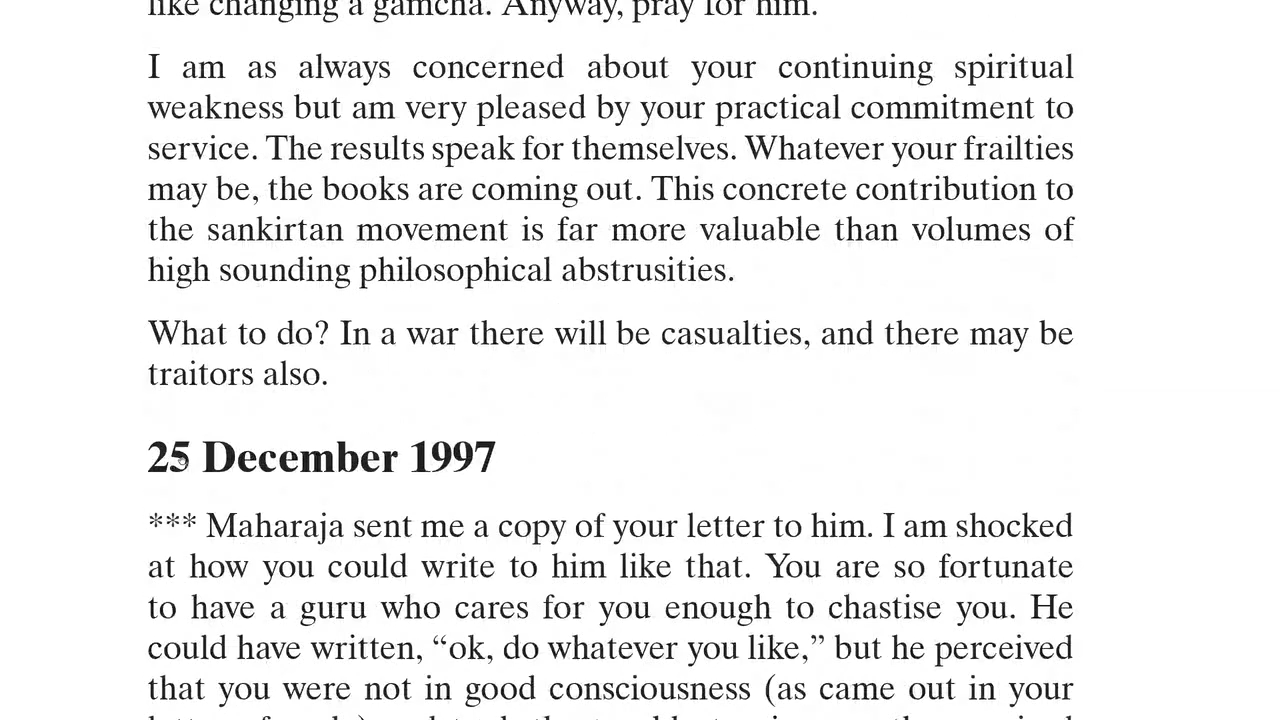 like changing a gamcha. Anyway, pray for him.
I am as always concerned about your continuing spiritual
weakness but am very pleased by your practical commitment to
service. The results speak for themselves. Whatever your frailties
may be, the books are coming out. This concrete contribution to
the sankirtan movement is far more valuable than volumes of
high sounding philosophical abstrusities.
What to do? In a war there will be casualties, and there may be
traitors also.
25 December 1997
*** Maharaja sent me a copy of your letter to him. I am shocked
at how you could write to him like that. You are so fortunate
to have a guru who cares for you enough to chastise you. He
could have written, “ok, do whatever you like,” but he perceived
that you were not in good consciousness (as came out in your